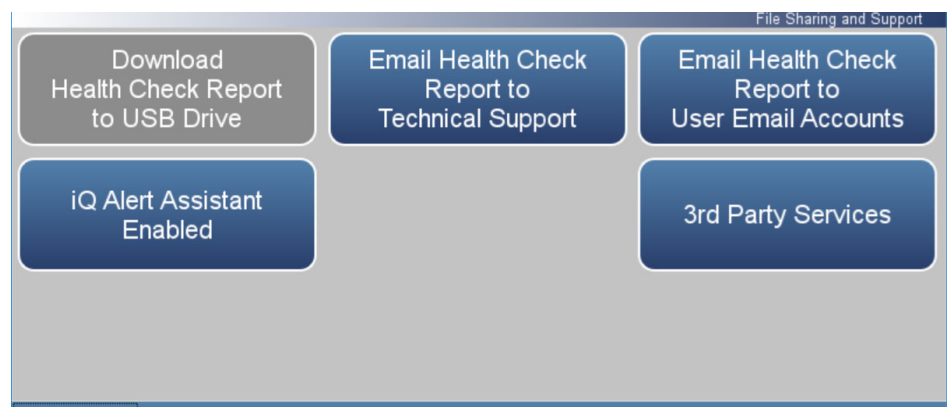 File Sharing and Support
Download
Health Check Report
to USB Drive
Email Health Check
Report to
Technical Support
Email Health Check
Report to
User Email Accounts
iQ Alert Assistant
Enabled
3rd Party Services